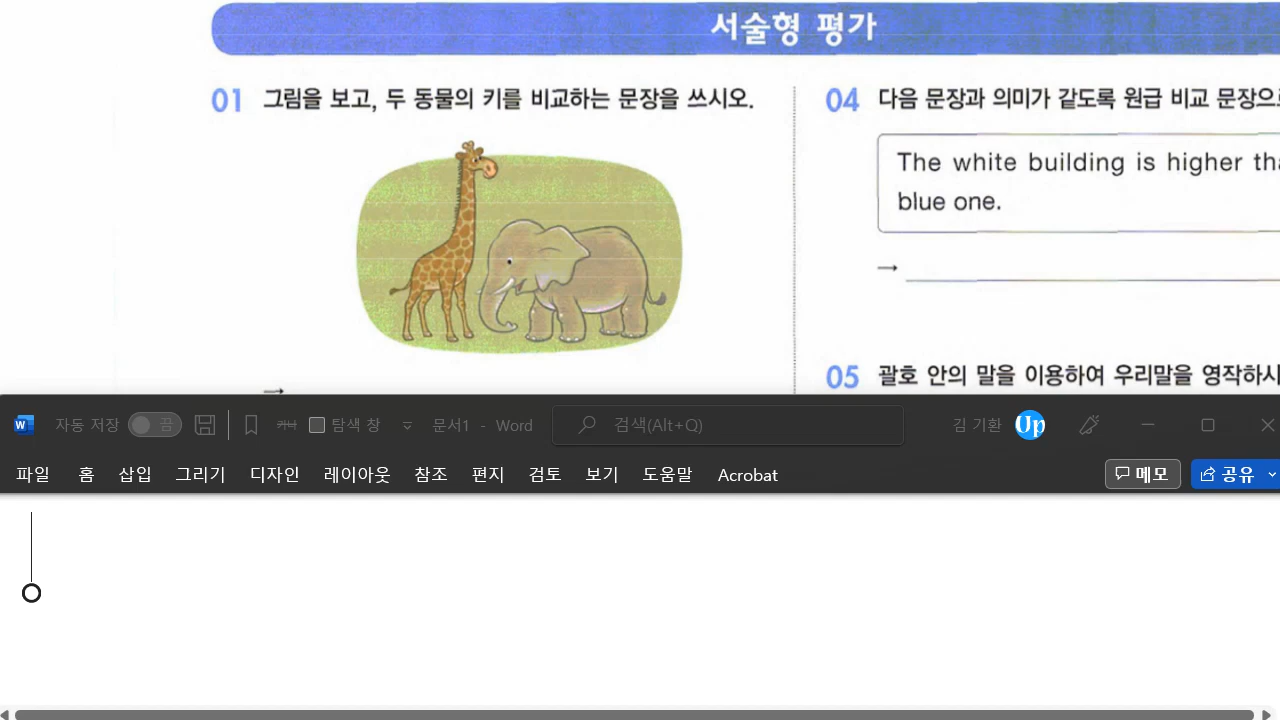 서술형 평가
01 그림을 보고, 두 동물의 키를 비교하는 문장을 쓰시오.
→
04 다음 문장과 의미가 같도록 원급 비교 문장으
The white building is higher
blue one.
→
05 괄호 안의 말을 이용하여 우리말을 영작하시
자동 저장 끔 탐색 창 문서1 - Word 검색(Alt+Q) 김 기환
파일 홈 삽입 그리기 디자인 레이아웃 참조 편지 검토 보기 도움말 Acrobat 메모 공유